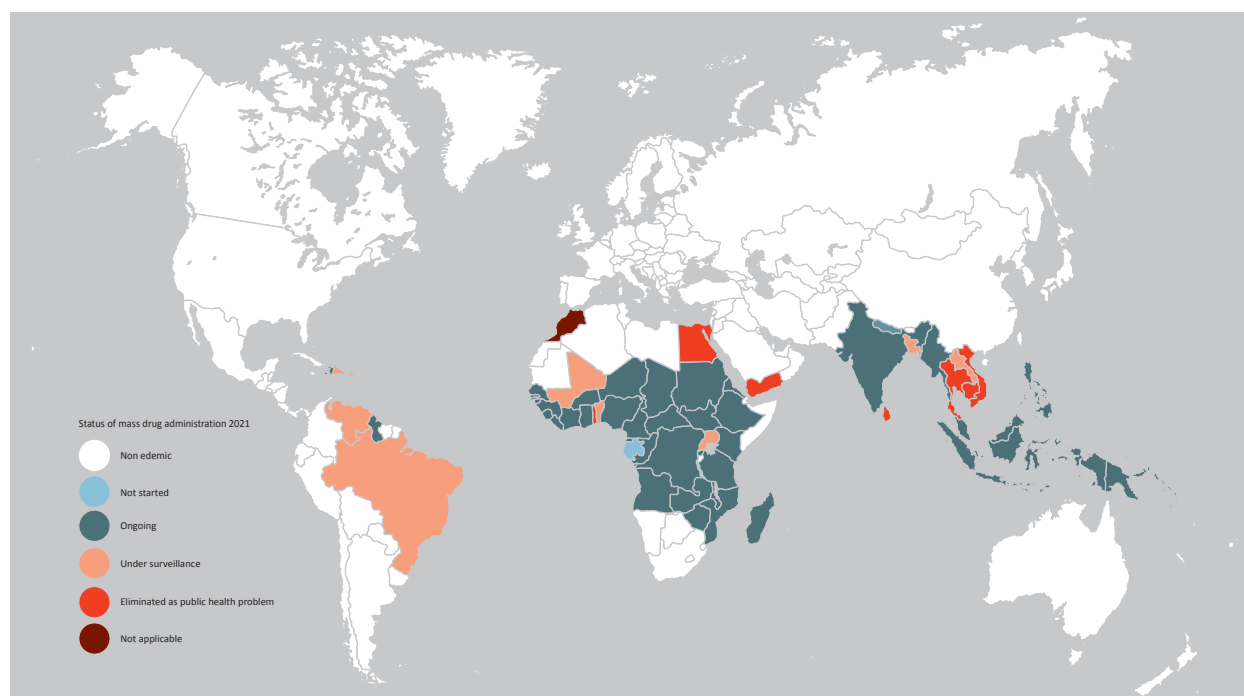 Status of mass drug administration 2021
Non edemic
Not started
Ongoing
Under surveillance
Eliminated as public health problem
Not applicable